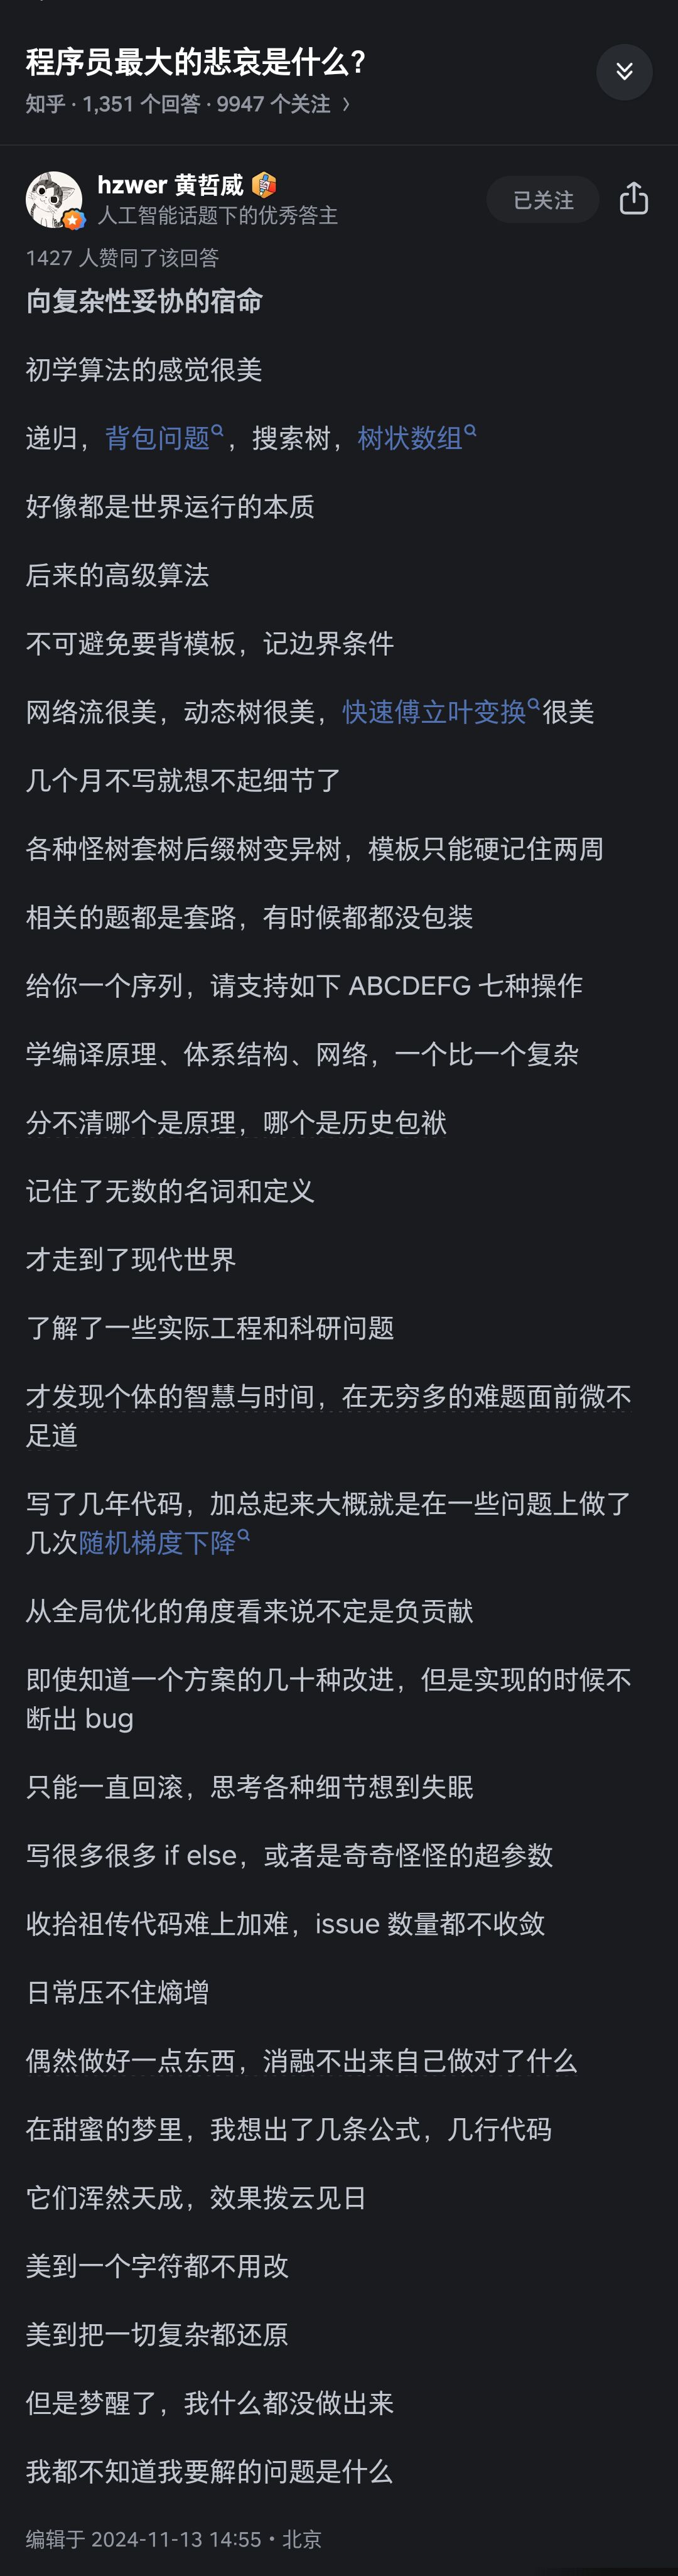 程序员最大的悲哀是什么?
知乎 · 1,351 个回答 · 9947 个关注 〉
hzwer 黄哲威
人工智能话题下的优秀答主
已关注
1427 人赞同了该回答
向复杂性妥协的宿命
初学算法的感觉很美
递归，背包问题，搜索树，树状数组
好像都是世界运行的本质
后来的高级算法
不可避免要背模板，记边界条件
网络流很美，动态树很美，快速傅立叶变换很美
几个月不写就想不起细节了
各种怪树套树后缀树变异树，模板只能硬记住两周
相关的题都是套路，有时候都都没包装
给你一个序列，请支持如下 ABCDEFG 七种操作
学编译原理、体系结构、网络，一个比一个复杂
分不清哪个是原理，哪个是历史包袱
记住了无数的名词和定义
才走到了现代世界
了解了一些实际工程和科研问题
才发现个体的智慧与时间，在无穷多的难题面前微不
足道
写了几年代码，加总起来大概就是在一些问题上做了
几次随机梯度下降
从全局优化的角度看来说不定是负贡献
即使知道一个方案的几十种改进，但是实现的时候不
断出 bug
只能一直回滚，思考各种细节想到失眠
写很多很多 if else，或者是奇奇怪怪的超参数
收拾祖传代码难上加难，issue 数量都不收敛
日常压不住熵增
偶然做好一点东西，消融不出来自己做对了什么
在甜蜜的梦里，我想出了几条公式，几行代码
它们浑然天成，效果拨云见日
美到一个字符都不用改
美到把一切复杂都还原
但是梦醒了，我什么都没做出来
我都不知道我要解的问题是什么
编辑于 2024-11-13 14:55 · 北京